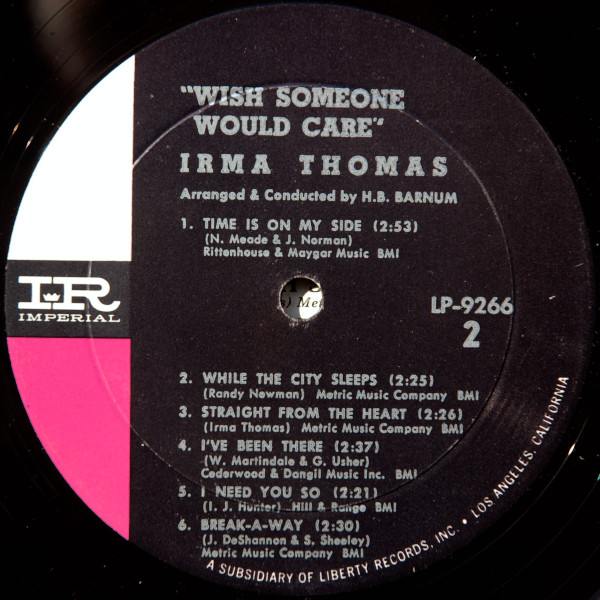 "WISH SOMEONE
WOULD CARE"
IRMA THOMAS
Arranged & Conducted by H.B. BARNUM
1. TIME IS ON MY SIDE (2:53)
(N. Meade & J. Norman)
Rittenhouse & Maygar Music BMI
IR
IMPERIAL
LP-9266
2
2. WHILE THE CITY SLEEPS (2:25)
(Randy Newman) Metric Music Company BMI
3. STRAIGHT FROM THE HEART (2:26)
(Irma Thomas) Metric Music Company BMI
4. I'VE BEEN THERE (2:37)
(W. Martindale & G. Usher)
Cederwood & Dangil Music Inc. BMI
5. I NEED YOU SO (2:21)
(I. J. Hunter) Hill & Range BMI
6. BREAK-A-WAY (2:30)
(J. DeShannon & S. Sheeley)
Metric Music Company BMI
A SUBSIDIARY OF LIBERTY RECORDS, INC. • LOS ANGELES, CALIFORNIA